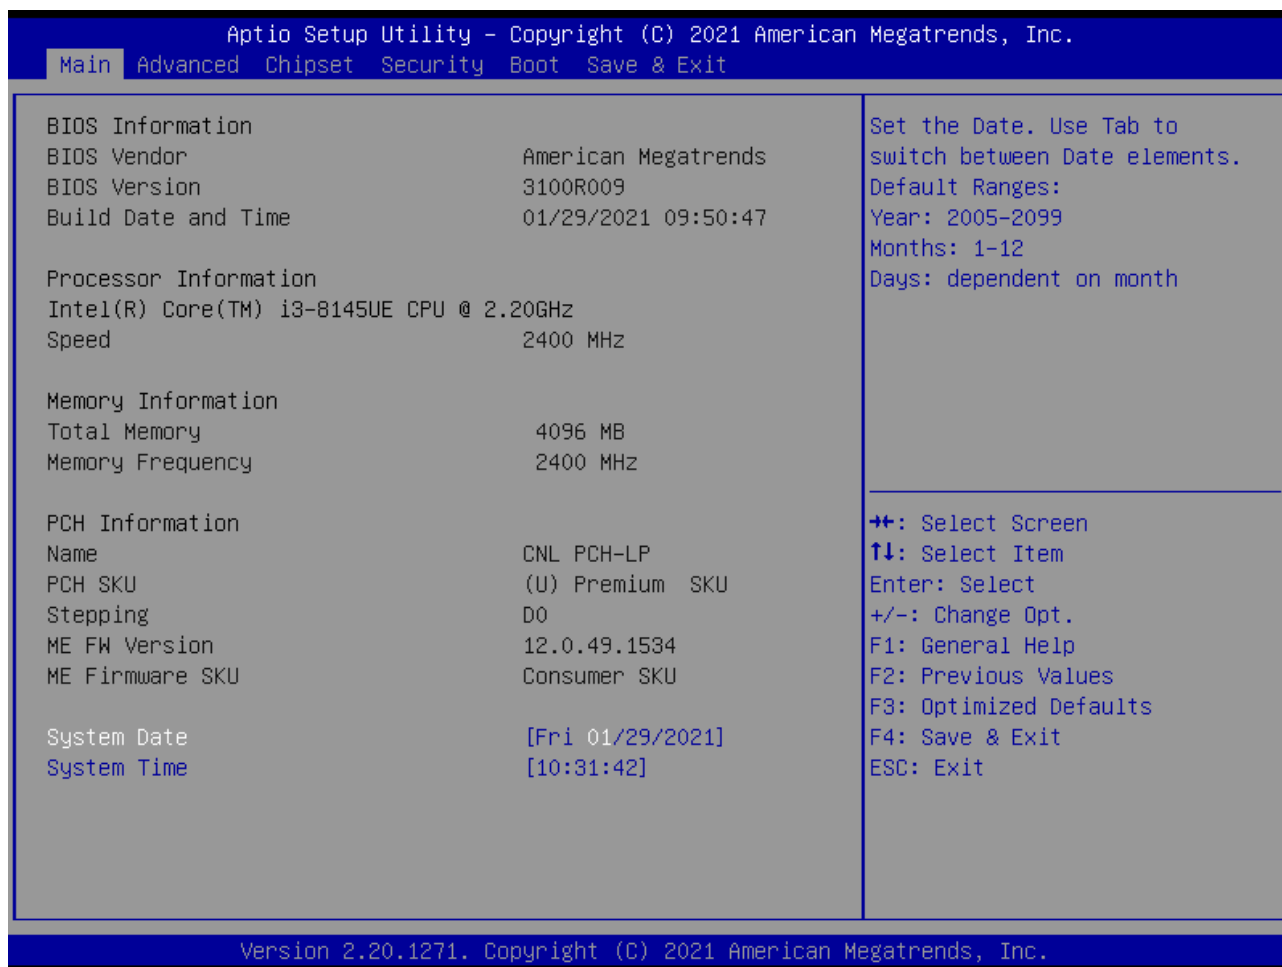 Aptio Setup Utility – Copyright (C) 2021 American Megatrends, Inc.
Main Advanced Chipset Security Boot Save & Exit
BIOS Information
BIOS Vendor American Megatrends
BIOS Version 3100R009
Build Date and Time 01/29/2021 09:50:47
Processor Information
Intel(R) Core(TM) i3-8145UE CPU @ 2.20GHz
Speed 2400 MHz
Memory Information
Total Memory 4096 MB
Memory Frequency 2400 MHz
PCH Information
Name CNL PCH-LP
PCH SKU (U) Premium SKU
Stepping D0
ME FW Version 12.0.49.1534
ME Firmware SKU Consumer SKU
System Date [Fri 01/29/2021]
System Time [10:31:42]
Set the Date. Use Tab to
switch between Date elements.
Default Ranges:
Year: 2005-2099
Months: 1-12
Days: dependent on month
→←: Select Screen
↑↓: Select Item
Enter: Select
+/-: Change Opt.
F1: General Help
F2: Previous Values
F3: Optimized Defaults
F4: Save & Exit
ESC: Exit
Version 2.20.1271. Copyright (C) 2021 American Megatrends, Inc.